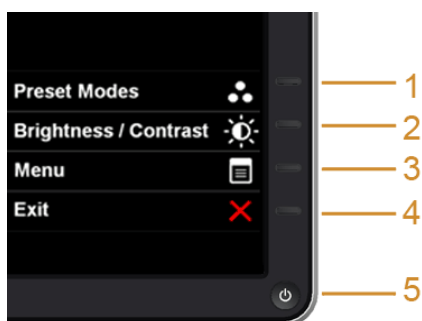 Preset Modes 1
Brightness / Contrast 2
Menu 3
Exit 4
5